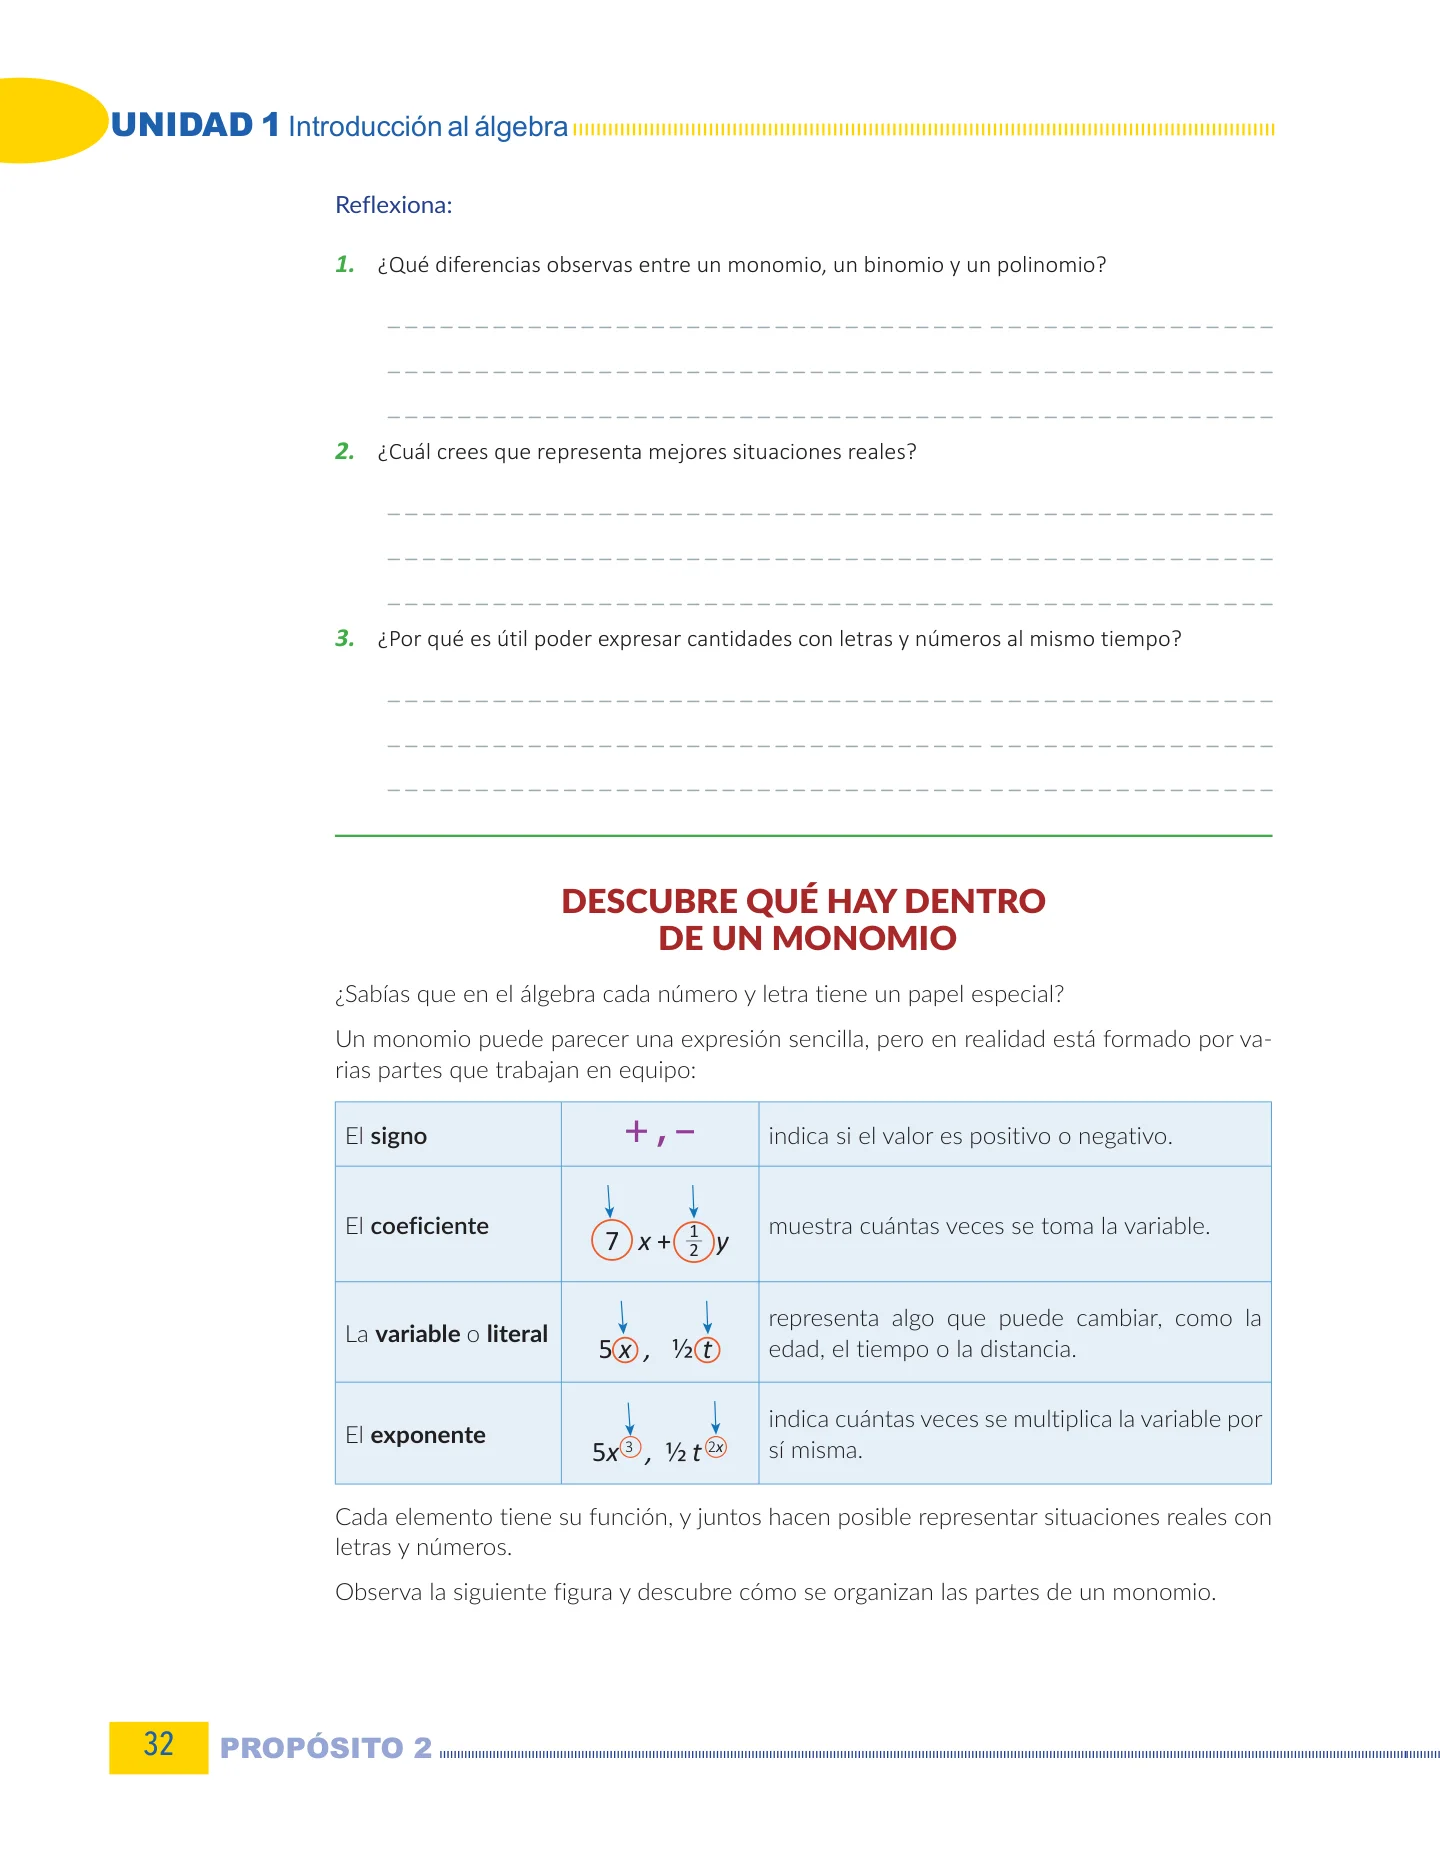 UNIDAD 1 Introducción al álgebra
Reflexiona:
1. ¿Qué diferencias observas entre un monomio, un binomio y un polinomio?
2. ¿Cuál crees que representa mejores situaciones reales?
3. ¿Por qué es útil poder expresar cantidades con letras y números al mismo tiempo?
DESCUBRE QUÉ HAY DENTRO
DE UN MONOMIO
¿Sabías que en el álgebra cada número y letra tiene un papel especial?
Un monomio puede parecer una expresión sencilla, pero en realidad está formado por va-
rias partes que trabajan en equipo:
El signo
+ , –
indica si el valor es positivo o negativo.
El coeficiente
7 x + 1/2 y
muestra cuántas veces se toma la variable.
La variable o literal
5x , ½ t
representa algo que puede cambiar, como la
edad, el tiempo o la distancia.
El exponente
5x³ , ½ t²ˣ
indica cuántas veces se multiplica la variable por
sí misma.
Cada elemento tiene su función, y juntos hacen posible representar situaciones reales con
letras y números.
Observa la siguiente figura y descubre cómo se organizan las partes de un monomio.
32 PROPÓSITO 2